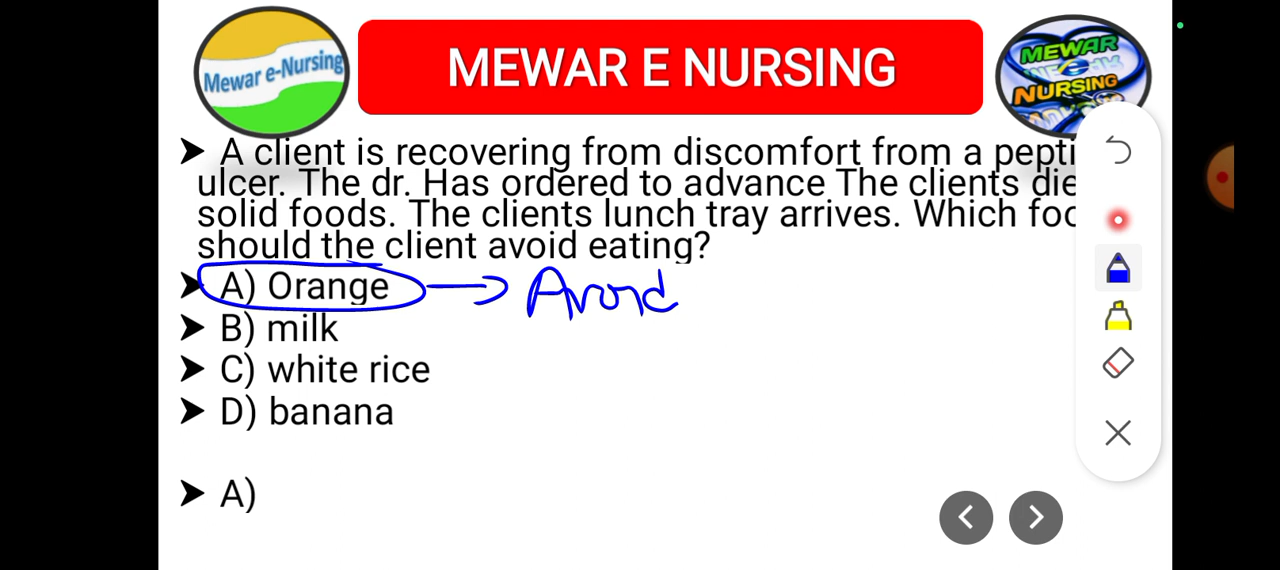 Mewar e-Nursing
MEWAR E NURSING
MEWAR
NURSING
➤ A client is recovering from discomfort from a pepti
ulcer. The dr. Has ordered to advance The clients die
solid foods. The clients lunch tray arrives. Which foo
should the client avoid eating?
➤ A) Orange → Avoid
➤ B) milk
➤ C) white rice
➤ D) banana
➤ A)